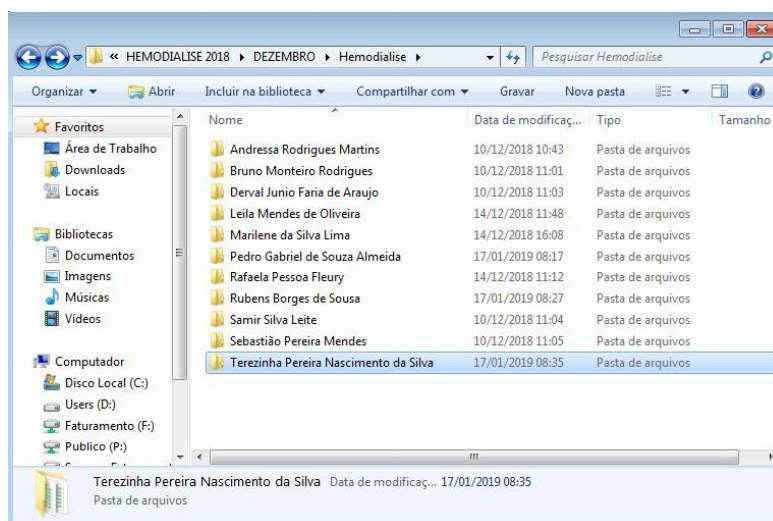 « HEMODIALISE 2018 ▸ DEZEMBRO ▸ Hemodialise ▸
Pesquisar Hemodialise
Organizar Abrir Incluir na biblioteca Compartilhar com Gravar Nova pasta
Nome Data de modificaç... Tipo Tamanho
Favoritos
Área de Trabalho
Downloads
Locais
Bibliotecas
Documentos
Imagens
Músicas
Vídeos
Computador
Disco Local (C:)
Users (D:)
Faturamento (F:)
Publico (P:)
Andressa Rodrigues Martins 10/12/2018 10:43 Pasta de arquivos
Bruno Monteiro Rodrigues 10/12/2018 11:01 Pasta de arquivos
Derval Junio Faria de Araujo 10/12/2018 11:03 Pasta de arquivos
Leila Mendes de Oliveira 14/12/2018 11:48 Pasta de arquivos
Marilene da Silva Lima 14/12/2018 16:08 Pasta de arquivos
Pedro Gabriel de Souza Almeida 17/01/2019 08:17 Pasta de arquivos
Rafaela Pessoa Fleury 14/12/2018 11:12 Pasta de arquivos
Rubens Borges de Sousa 17/01/2019 08:27 Pasta de arquivos
Samir Silva Leite 10/12/2018 11:04 Pasta de arquivos
Sebastião Pereira Mendes 10/12/2018 11:05 Pasta de arquivos
Terezinha Pereira Nascimento da Silva 17/01/2019 08:35 Pasta de arquivos
Terezinha Pereira Nascimento da Silva Data de modificaç... 17/01/2019 08:35
Pasta de arquivos